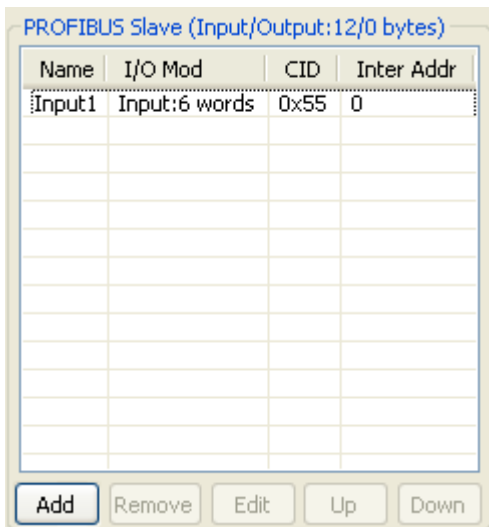 PROFIBUS Slave (Input/Output:12/0 bytes)
Name I/O Mod CID Inter Addr
Input1 Input:6 words 0x55 0
Add Remove Edit Up Down